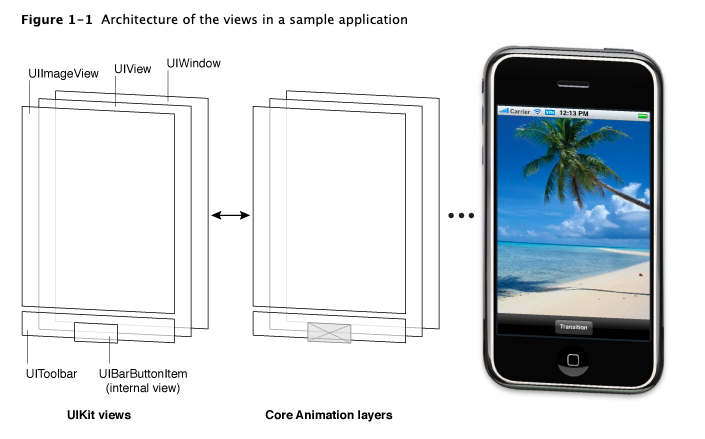 Figure 1-1 Architecture of the views in a sample application
UIImageView
UIView
UIWindow
Carrier
12:13 PM
Transition
UIToolbar
UIBarButtonItem
(internal view)
UIKit views
Core Animation layers